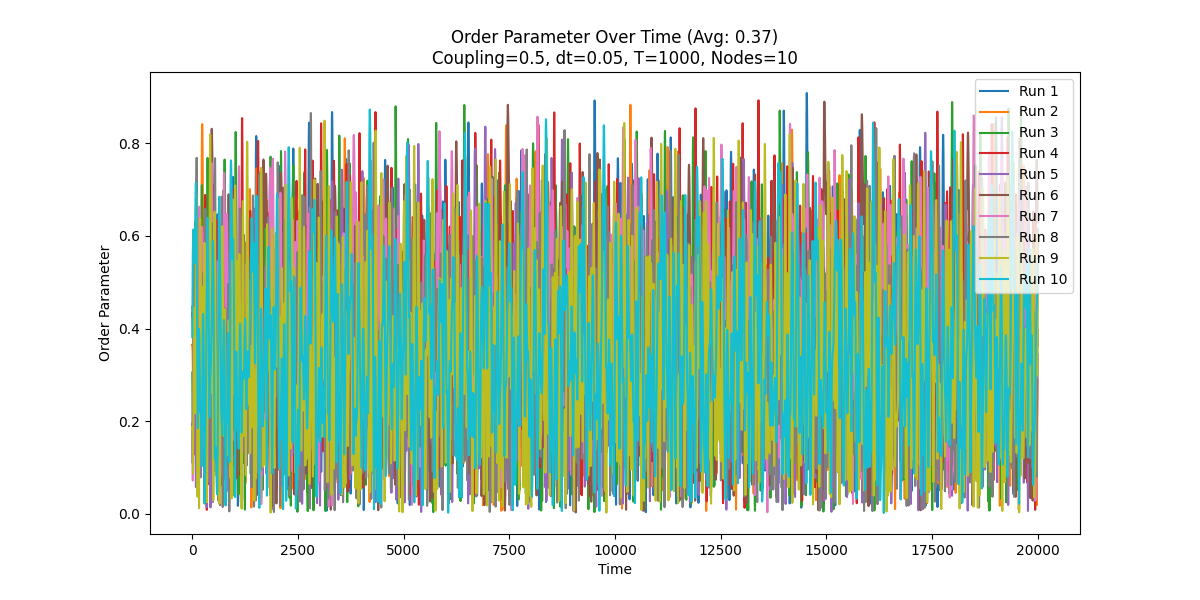 Order Parameter Over Time (Avg: 0.37)
Coupling=0.5, dt=0.05, T=1000, Nodes=10
Run 1
Run 2
Run 3
Run 4
Run 5
Run 6
Run 7
Run 8
Run 9
Run 10
Order Parameter
0.8
0.6
0.4
0.2
0.0
0
2500
5000
7500
10000
12500
15000
17500
20000
Time